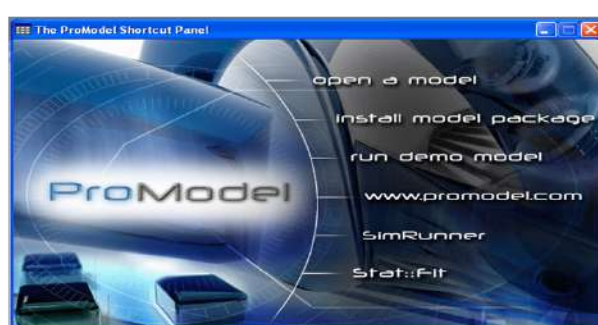 The ProModel Shortcut Panel
open a model
install model package
run demo model
ProModel
www.promodel.com
SimRunner
Stat::Fit